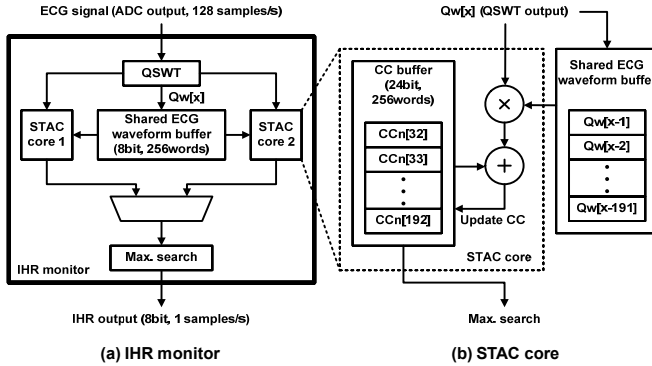 ECG signal (ADC output, 128 samples/s)
QSWT
Qw[x]
STAC
core 1
Shared ECG
waveform buffer
(8bit, 256words)
STAC
core 2
Max. search
IHR monitor
IHR output (8bit, 1 samples/s)
(a) IHR monitor
Qw[x] (QSWT output)
CC buffer
(24bit,
256words)
CCn[32]
CCn[33]
CCn[192]
×
+
Update CC
STAC core
Shared ECG
waveform buffer
Qw[x-1]
Qw[x-2]
Qw[x-191]
Max. search
(b) STAC core